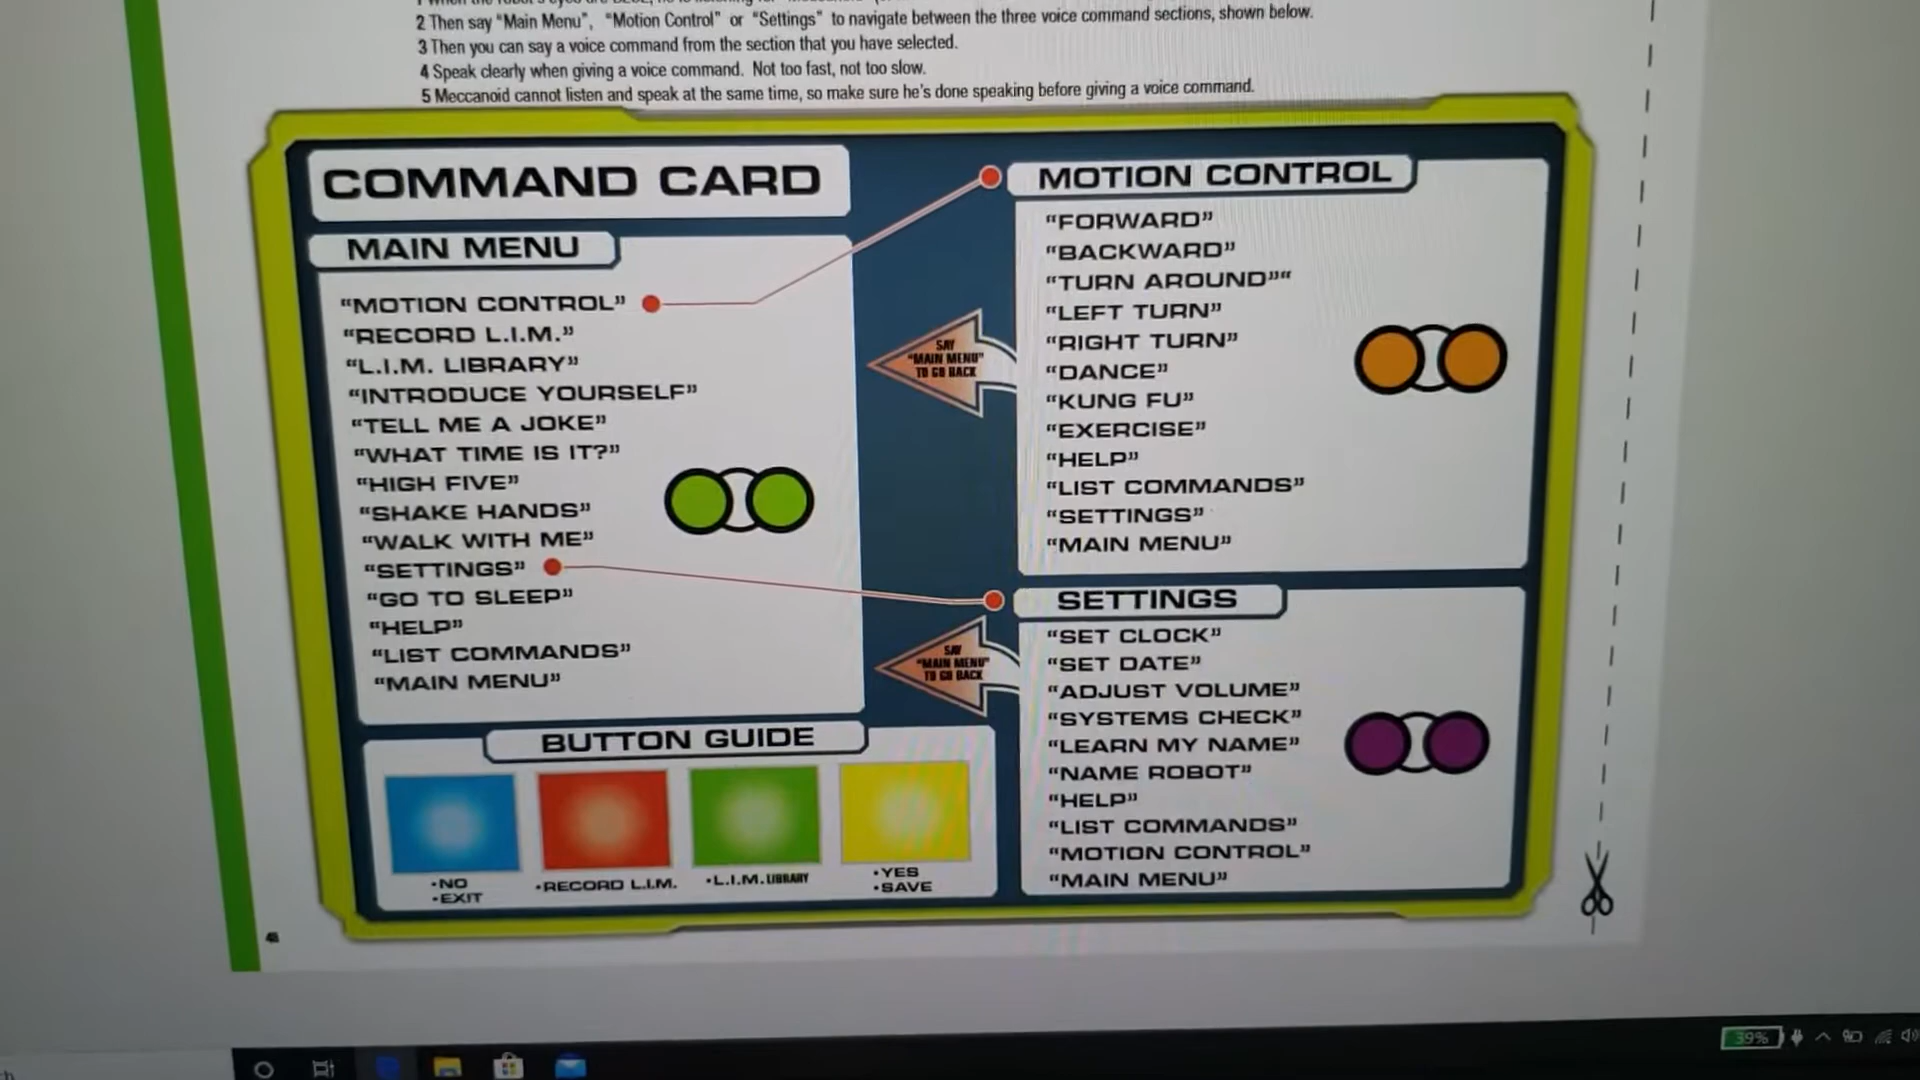 2 Then say “Main Menu”, “Motion Control” or “Settings” to navigate between the three voice command sections, shown below.
3 Then you can say a voice command from the section that you have selected.
4 Speak clearly when giving a voice command. Not too fast, not too slow.
5 Meccanoid cannot listen and speak at the same time, so make sure he's done speaking before giving a voice command.
COMMAND CARD
MAIN MENU
“MOTION CONTROL”
“RECORD L.I.M.”
“L.I.M. LIBRARY”
“INTRODUCE YOURSELF”
“TELL ME A JOKE”
“WHAT TIME IS IT?”
“HIGH FIVE”
“SHAKE HANDS”
“WALK WITH ME”
“SETTINGS”
“GO TO SLEEP”
“HELP”
“LIST COMMANDS”
“MAIN MENU”
SAY
“MAIN MENU”
TO GO BACK
SAY
“MAIN MENU”
TO GO BACK
MOTION CONTROL
“FORWARD”
“BACKWARD”
“TURN AROUND”“
“LEFT TURN”
“RIGHT TURN”
“DANCE”
“KUNG FU”
“EXERCISE”
“HELP”
“LIST COMMANDS”
“SETTINGS”
“MAIN MENU”
SETTINGS
“SET CLOCK”
“SET DATE”
“ADJUST VOLUME”
“SYSTEMS CHECK”
“LEARN MY NAME”
“NAME ROBOT”
“HELP”
“LIST COMMANDS”
“MOTION CONTROL”
“MAIN MENU”
BUTTON GUIDE
•NO
•EXIT
•RECORD L.I.M.
•L.I.M. LIBRARY
•YES
•SAVE
39%